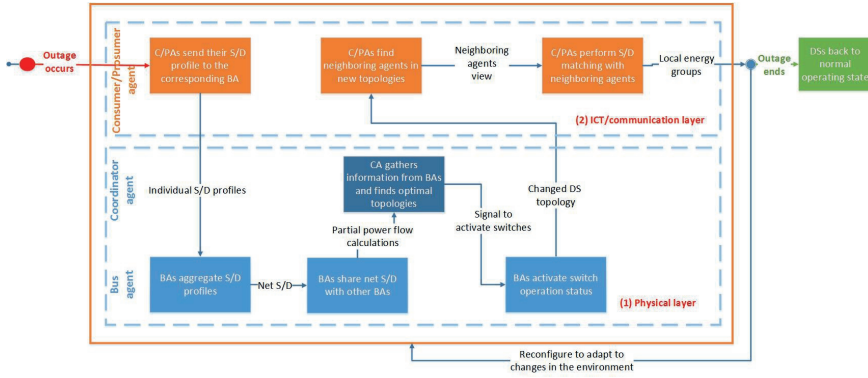 Outage
occurs
Consumer/Prosumer
agent
C/PAs send their S/D
profile to the
corresponding BA
C/PAs find
neighboring agents in
new topologies
Neighboring
agents
view
C/PAs perform S/D
matching with
neighboring agents
Local energy
groups
Outage
ends
DSs back to
normal
operating state
(2) ICT/communication layer
Coordinator
agent
Individual S/D profiles
CA gathers
information from BAs
and finds optimal
topologies
Changed DS
topology
Signal to
activate switches
Partial power flow
calculations
Bus
agent
BAs aggregate S/D
profiles
Net S/D
BAs share net S/D
with other BAs
BAs activate switch
operation status
(1) Physical layer
Reconfigure to adapt to
changes in the environment